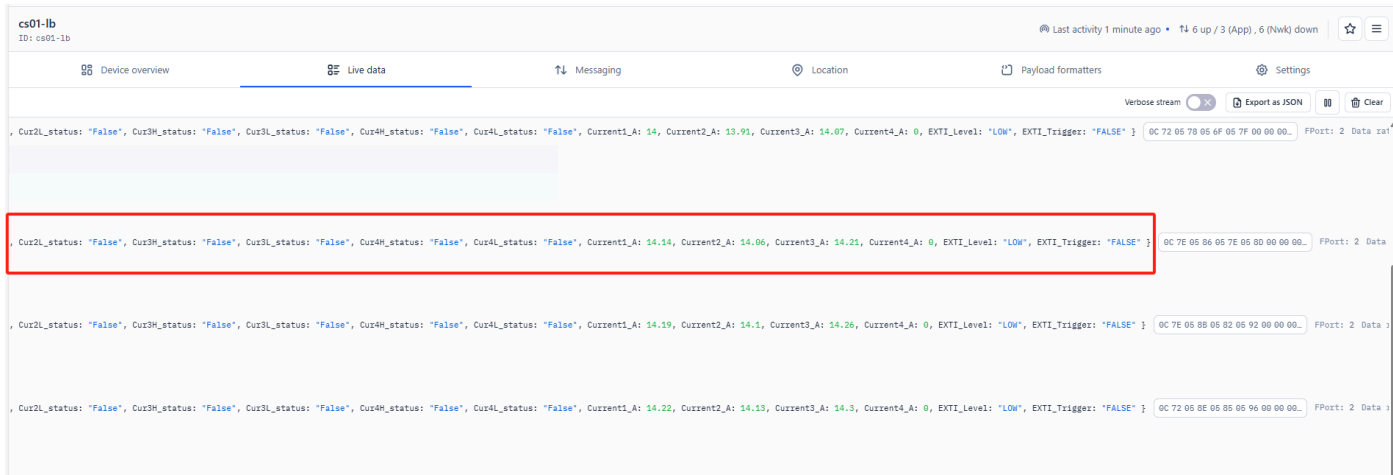 cs01-lb
ID: cs01-lb
Last activity 1 minute ago • ↑↓ 6 up / 3 (App) , 6 (Nwk) down
Device overview Live data Messaging Location Payload formatters Settings
Verbose stream Export as JSON Clear
, Cur2L_status: "False", Cur3H_status: "False", Cur3L_status: "False", Cur4H_status: "False", Cur4L_status: "False", Current1_A: 14, Current2_A: 13.91, Current3_A: 14.07, Current4_A: 0, EXTI_Level: "LOW", EXTI_Trigger: "FALSE" } 0C 72 05 78 05 6F 05 7F 00 00 00… FPort: 2 Data rat
, Cur2L_status: "False", Cur3H_status: "False", Cur3L_status: "False", Cur4H_status: "False", Cur4L_status: "False", Current1_A: 14.14, Current2_A: 14.06, Current3_A: 14.21, Current4_A: 0, EXTI_Level: "LOW", EXTI_Trigger: "FALSE" } 0C 7E 05 86 05 7E 05 8D 00 00 00… FPort: 2 Data
, Cur2L_status: "False", Cur3H_status: "False", Cur3L_status: "False", Cur4H_status: "False", Cur4L_status: "False", Current1_A: 14.19, Current2_A: 14.1, Current3_A: 14.26, Current4_A: 0, EXTI_Level: "LOW", EXTI_Trigger: "FALSE" } 0C 7E 05 8B 05 82 05 92 00 00 00… FPort: 2 Data
, Cur2L_status: "False", Cur3H_status: "False", Cur3L_status: "False", Cur4H_status: "False", Cur4L_status: "False", Current1_A: 14.22, Current2_A: 14.13, Current3_A: 14.3, Current4_A: 0, EXTI_Level: "LOW", EXTI_Trigger: "FALSE" } 0C 72 05 8E 05 85 05 96 00 00 00… FPort: 2 Data